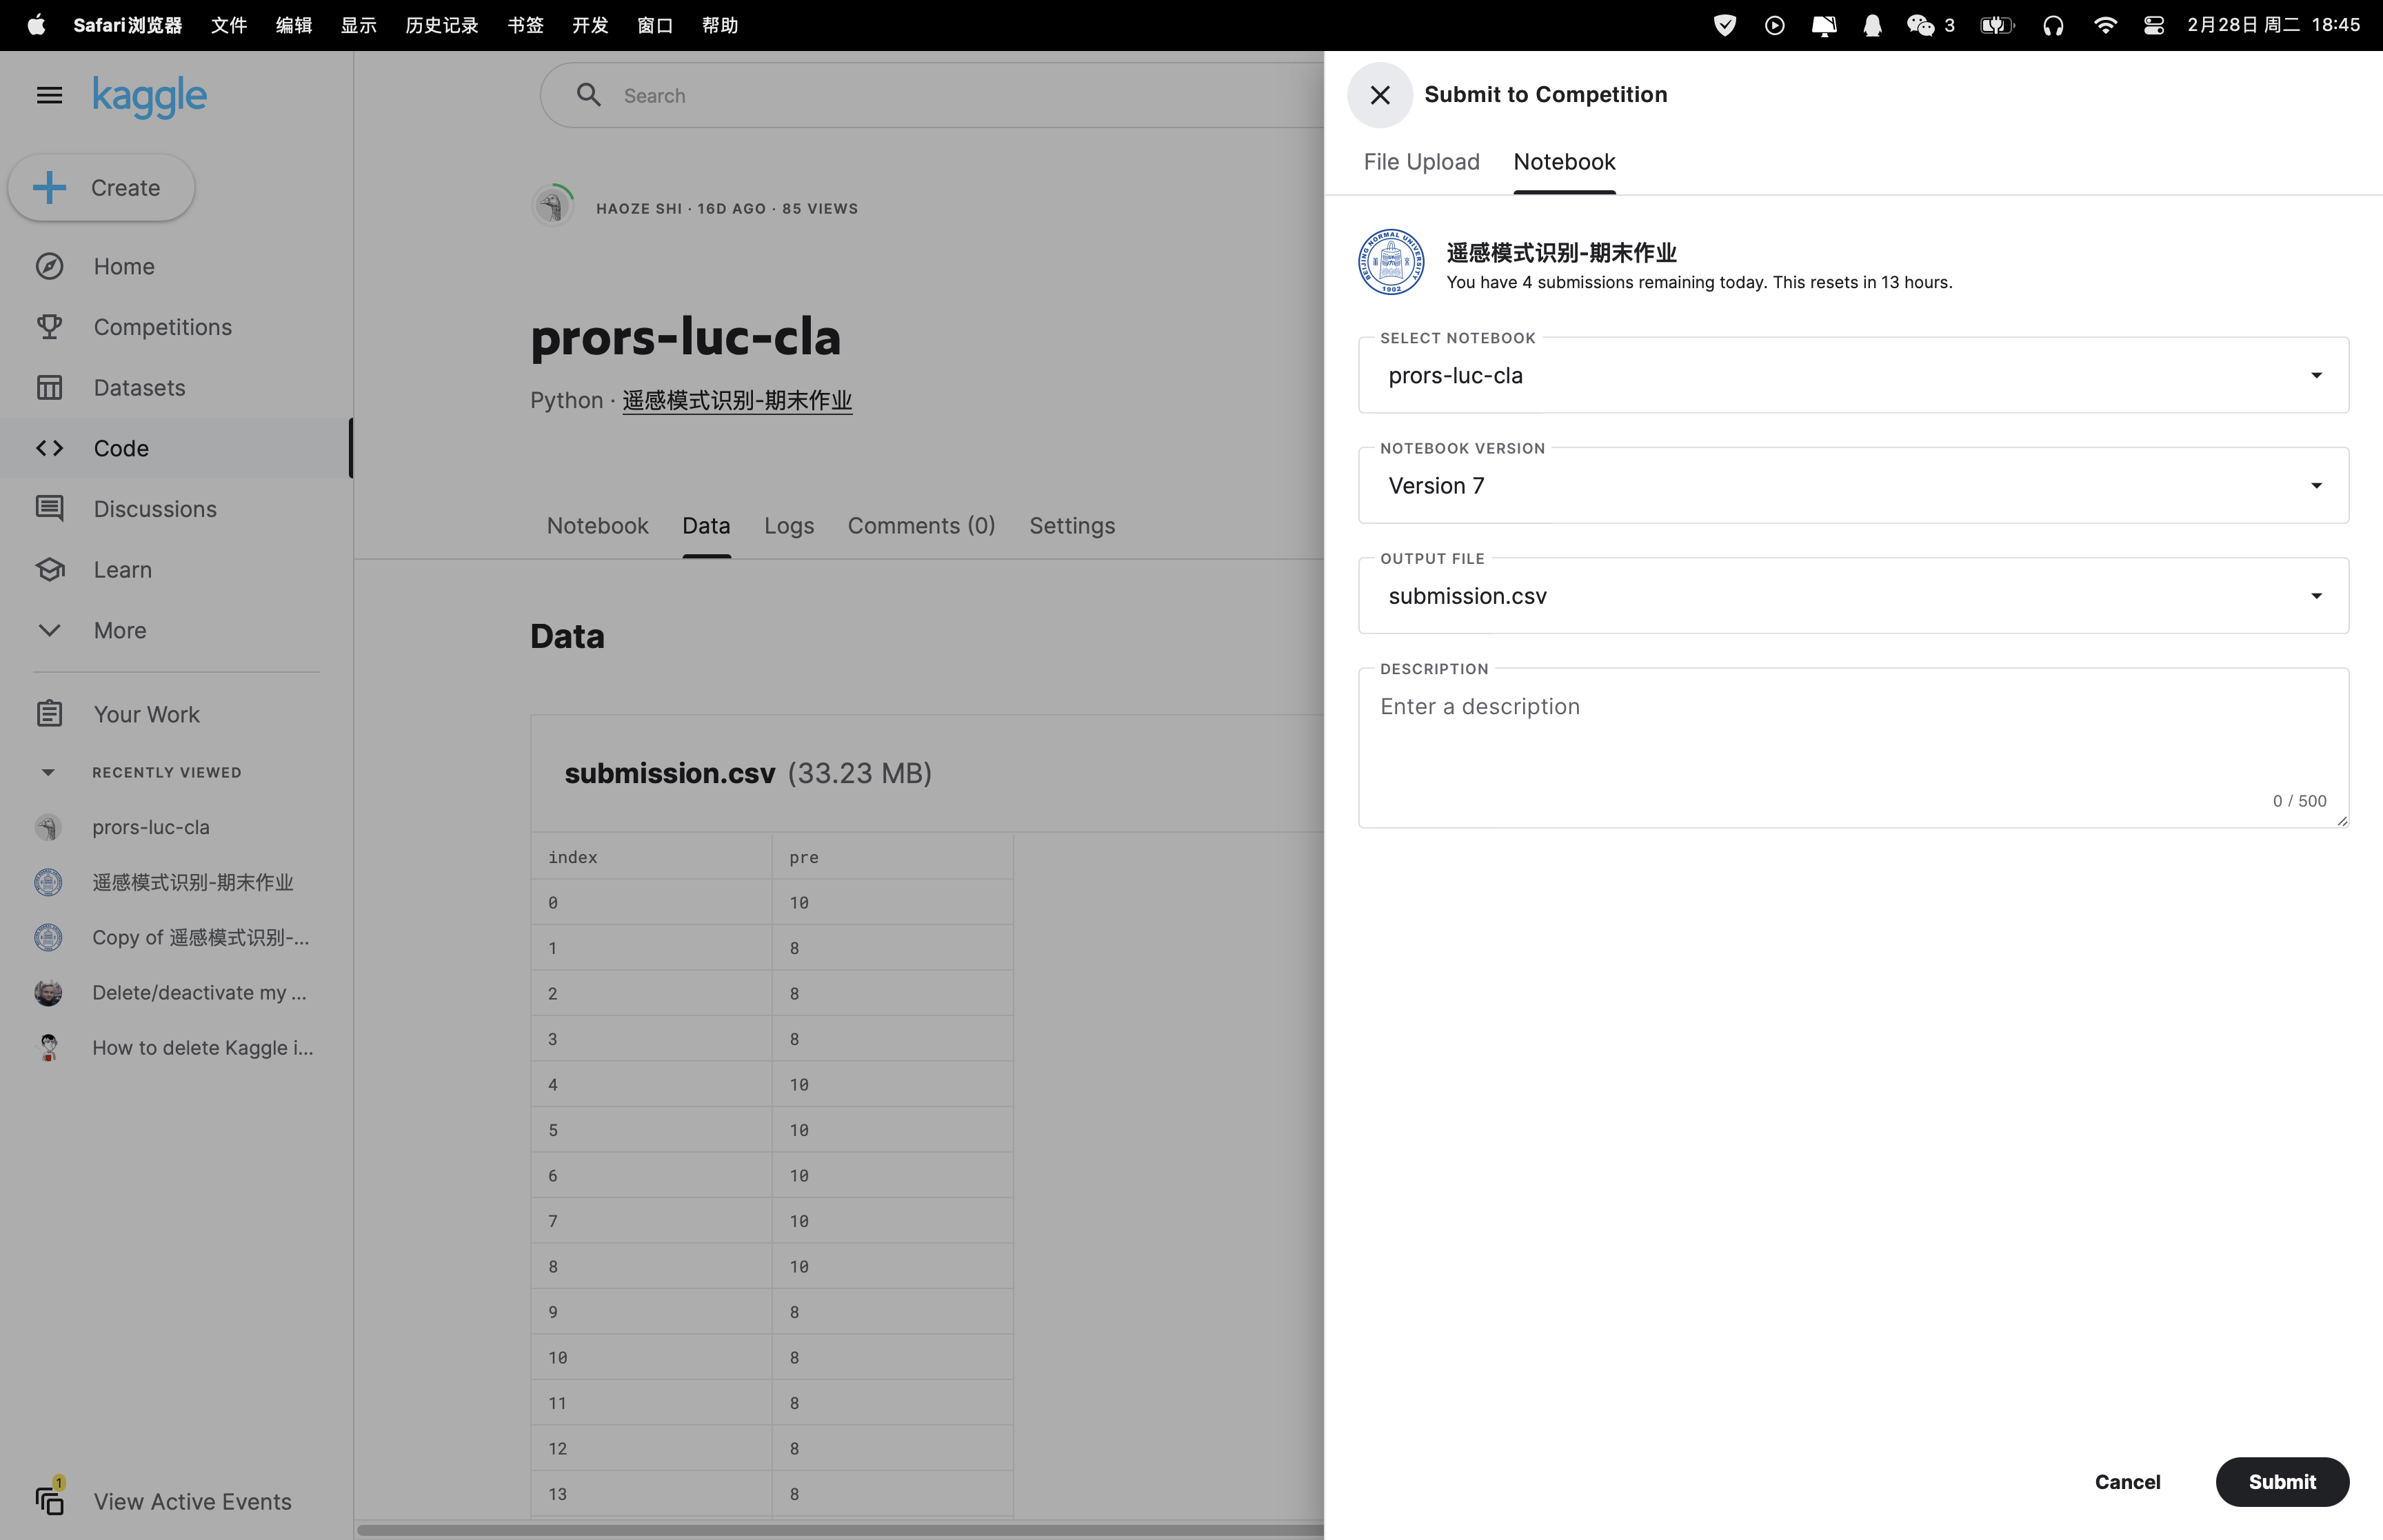 Safari浏览器 文件 编辑 显示 历史记录 书签 开发 窗口 帮助 3 2月28日 周二 18:45
kaggle
Create
Home
Competitions
Datasets
Code
Discussions
Learn
More
Your Work
RECENTLY VIEWED
prors-luc-cla
遥感模式识别-期末作业
Copy of 遥感模式识别-...
Delete/deactivate my ...
How to delete Kaggle i...
1
View Active Events
Search
HAOZE SHI · 16D AGO · 85 VIEWS
prors-luc-cla
Python · 遥感模式识别-期末作业
Notebook Data Logs Comments (0) Settings
Data
submission.csv (33.23 MB)
index pre
0 10
1 8
2 8
3 8
4 10
5 10
6 10
7 10
8 10
9 8
10 8
11 8
12 8
13 8
Submit to Competition
File Upload Notebook
BEIJING NORMAL UNIVERSITY
1902
遥感模式识别-期末作业
You have 4 submissions remaining today. This resets in 13 hours.
SELECT NOTEBOOK
prors-luc-cla
NOTEBOOK VERSION
Version 7
OUTPUT FILE
submission.csv
DESCRIPTION
Enter a description
0 / 500
Cancel Submit